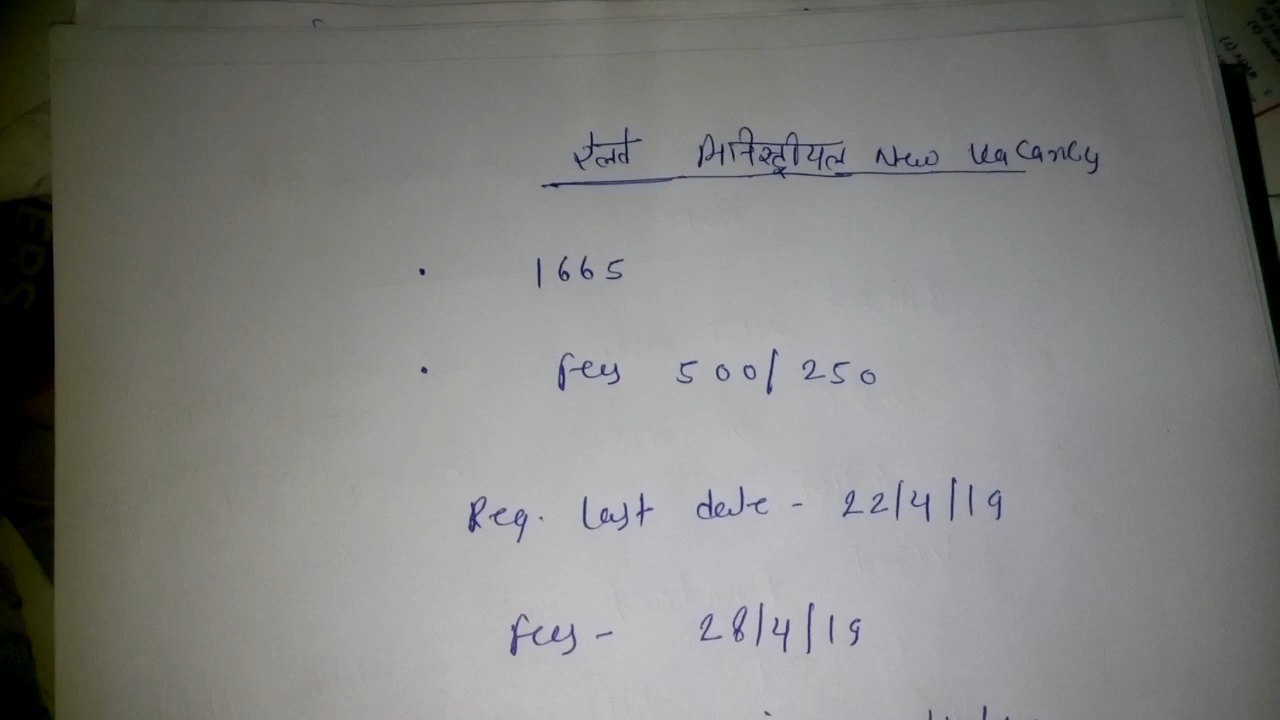 रेलवे मिनिस्ट्रीयल New Vacancy
• 1665
• fees 500/250
Reg. last date - 22/4/19
fees - 28/4/19